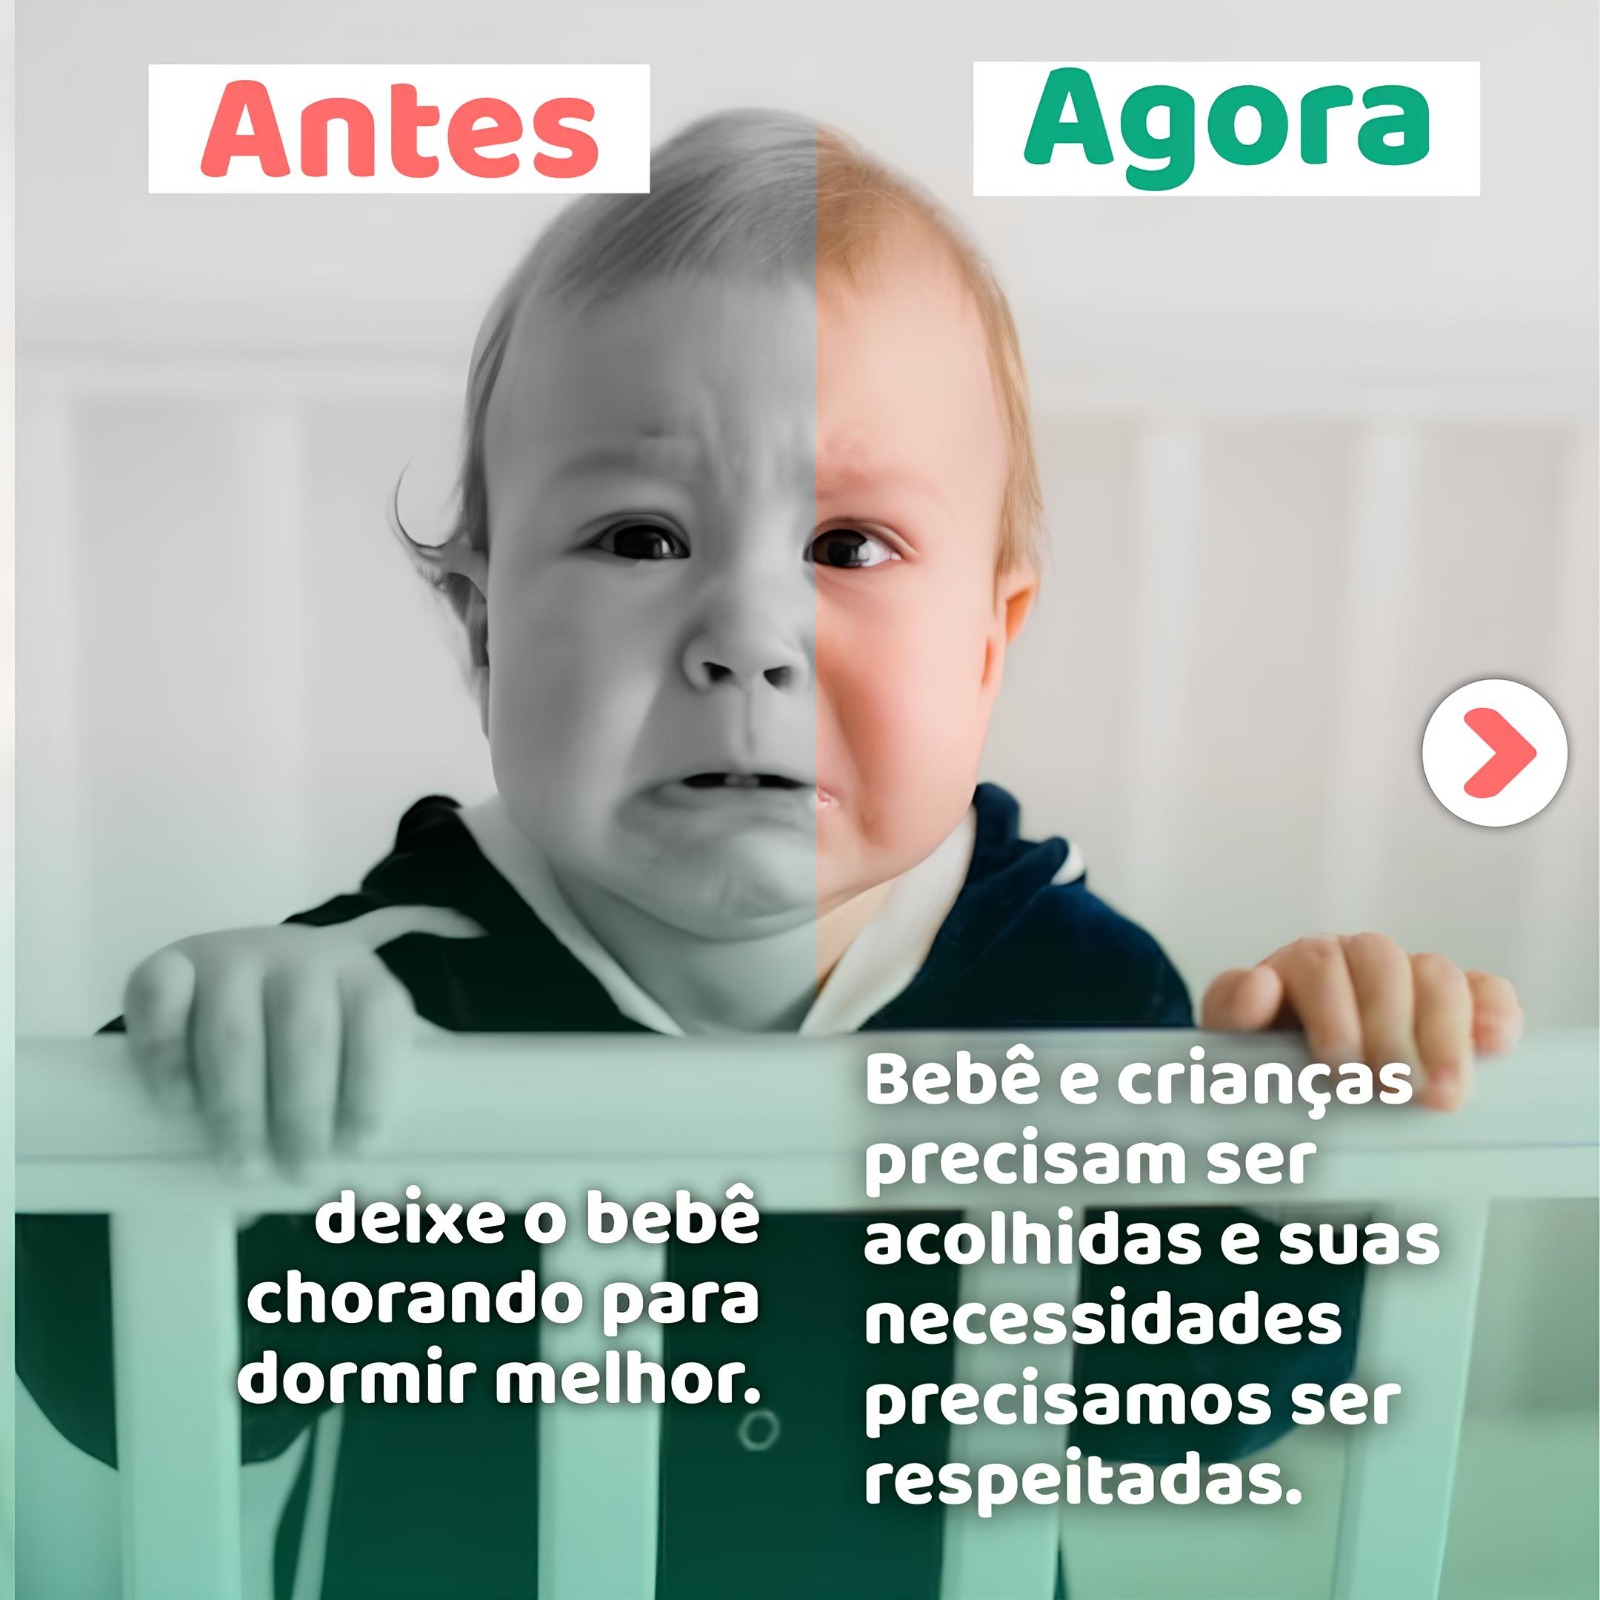 Antes
deixe o bebê
chorando para
dormir melhor.
Agora
Bebê e crianças
precisam ser
acolhidas e suas
necessidades
precisamos ser
respeitadas.